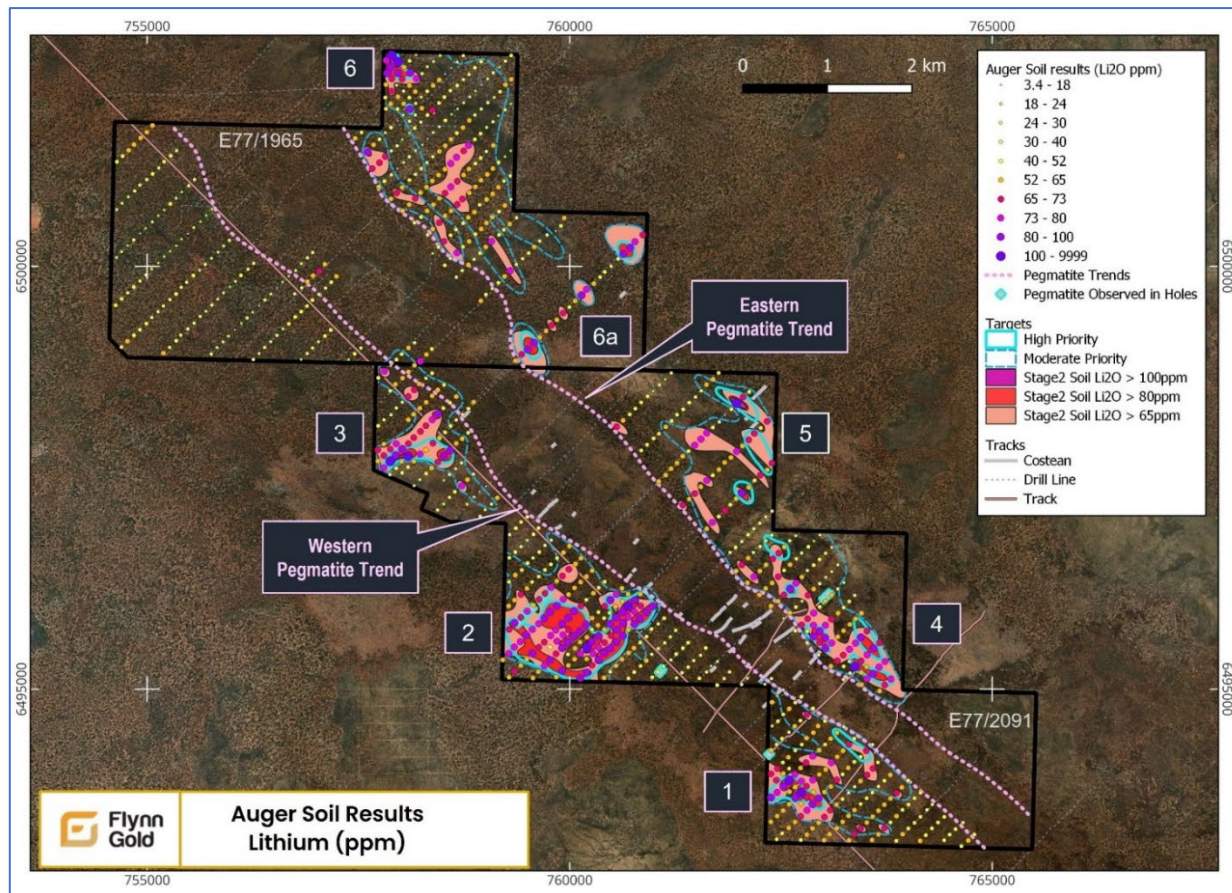 755000
760000
765000
6
E77/1965
0 1 2 km
Auger Soil results (Li2O ppm)
3.4 - 18
18 - 24
24 - 30
30 - 40
40 - 52
52 - 65
65 - 73
73 - 80
80 - 100
100 - 9999
Pegmatite Trends
Pegmatite Observed in Holes
Targets
High Priority
Moderate Priority
Stage2 Soil Li2O > 100ppm
Stage2 Soil Li2O > 80ppm
Stage2 Soil Li2O > 65ppm
Tracks
Costean
Drill Line
Track
6500000
6500000
Eastern
Pegmatite Trend
6a
3
5
Western
Pegmatite Trend
2
4
6495000
6495000
E77/2091
1
Flynn
Gold
Auger Soil Results
Lithium (ppm)
755000
760000
765000